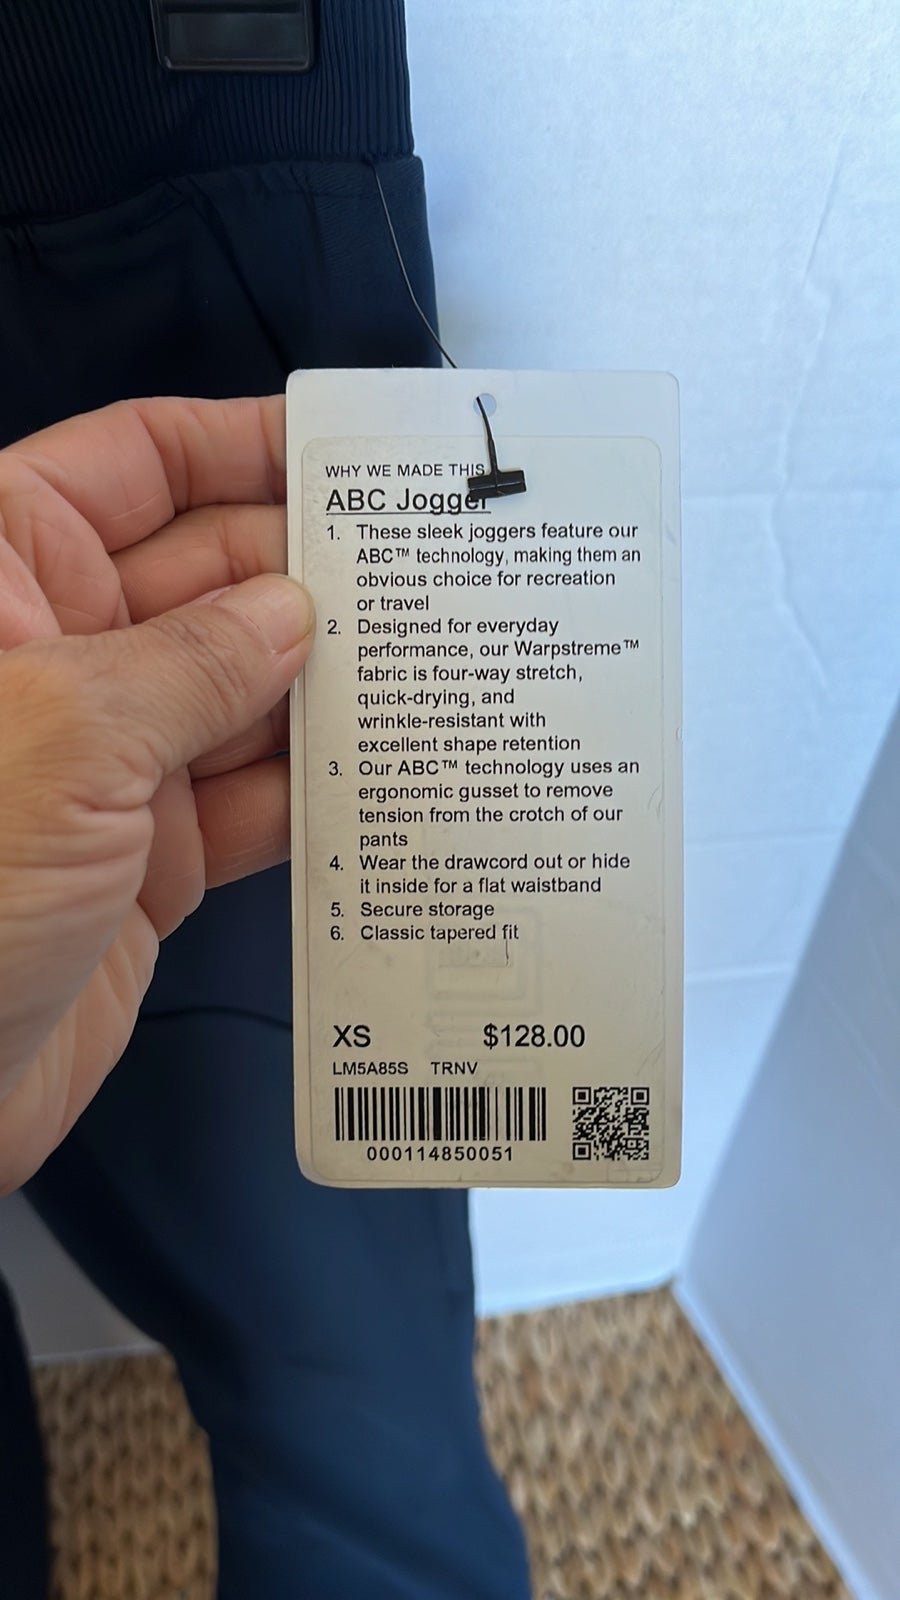 WHY WE MADE THIS
ABC Jogger
1. These sleek joggers feature our
ABC™ technology, making them an
obvious choice for recreation
or travel
2. Designed for everyday
performance, our Warpstreme™
fabric is four-way stretch,
quick-drying, and
wrinkle-resistant with
excellent shape retention
3. Our ABC™ technology uses an
ergonomic gusset to remove
tension from the crotch of our
pants
4. Wear the drawcord out or hide
it inside for a flat waistband
5. Secure storage
6. Classic tapered fit
XS $128.00
LM5A85S TRNV
000114850051